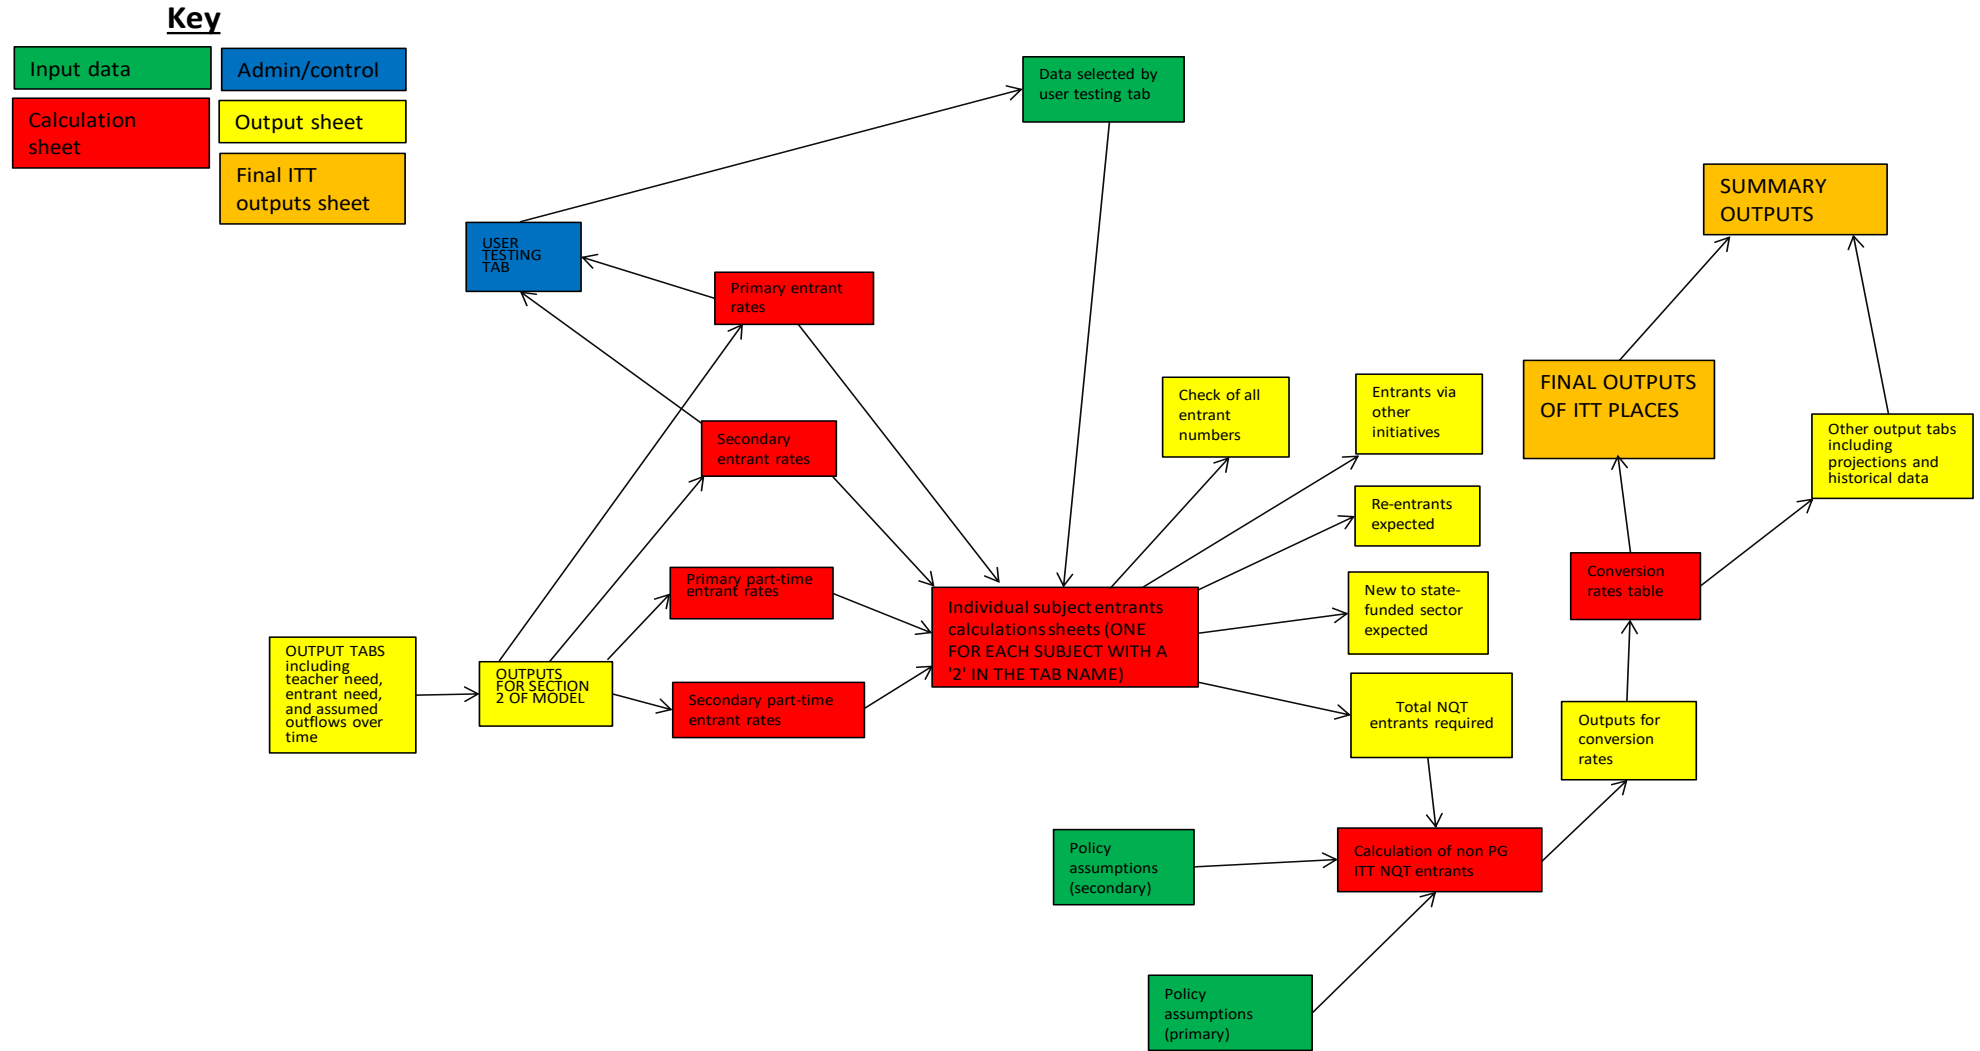 Key
Input data
Admin/control
Calculation
sheet
Output sheet
Final ITT
outputs sheet
Data selected by
user testing tab
USER
TESTING
TAB
Primary entrant
rates
Secondary
entrant rates
Primary part-time
entrant rates
Secondary part-time
entrant rates
OUTPUT TABS
including
teacher need,
entrant need,
and assumed
outflows over
time
OUTPUTS
FOR SECTION
2 OF MODEL
Individual subject entrants
calculations sheets (ONE
FOR EACH SUBJECT WITH A
'2' IN THE TAB NAME)
Check of all
entrant
numbers
Entrants via
other
initiatives
Re-entrants
expected
New to state-
funded sector
expected
Total NQT
entrants required
Policy
assumptions
(secondary)
Policy
assumptions
(primary)
Calculation of non PG
ITT NQT entrants
Outputs for
conversion
rates
Conversion
rates table
FINAL OUTPUTS
OF ITT PLACES
Other output tabs
including
projections and
historical data
SUMMARY
OUTPUTS